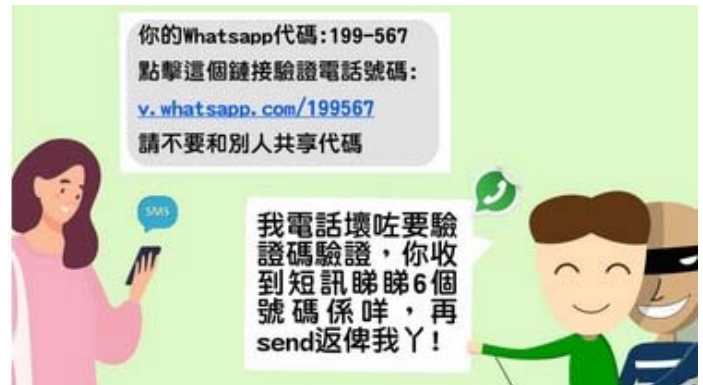 你的Whatsapp代碼:199-567
點擊這個鏈接驗證電話號碼:
v.whatsapp.com/199567
請不要和別人共享代碼
SMS
我電話壞咗要驗
證碼驗證，你收
到短訊睇睇6個
號碼係咩，再
send返俾我丫!